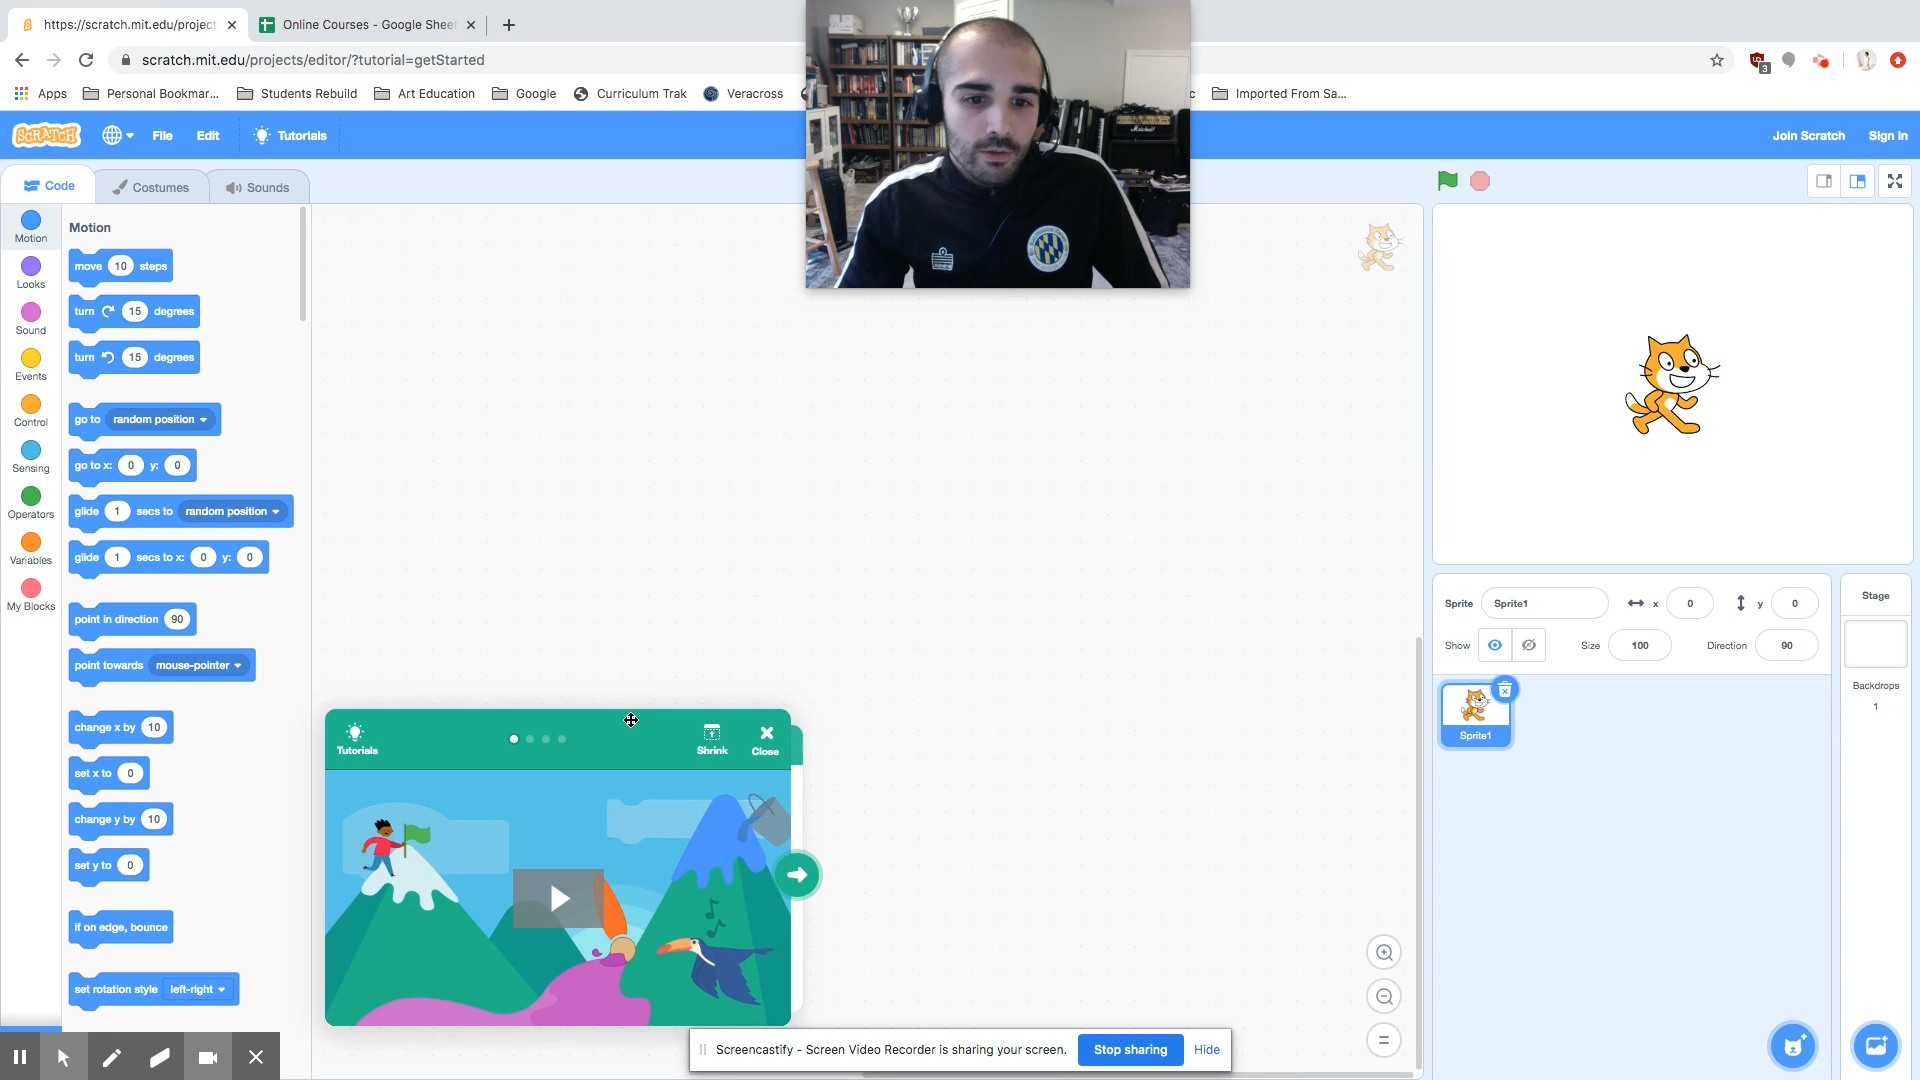 https://scratch.mit.edu/project
Online Courses - Google Sheet
scratch.mit.edu/projects/editor/?tutorial=getStarted
3
Apps
Personal Bookmar...
Students Rebuild
Art Education
Google
Curriculum Trak
Veracross
c
Imported From Sa...
SCRATCH
File
Edit
Tutorials
Join Scratch
Sign in
Code
Costumes
Sounds
Motion
Looks
Sound
Events
Control
Sensing
Operators
Variables
My Blocks
Motion
move 10 steps
turn 15 degrees
turn 15 degrees
go to random position
go to x: 0 y: 0
glide 1 secs to random position
glide 1 secs to x: 0 y: 0
point in direction 90
point towards mouse-pointer
change x by 10
set x to 0
change y by 10
set y to 0
if on edge, bounce
set rotation style left-right
Tutorials
Shrink
Close
Marshall
Sprite Sprite1 x 0 y 0
Show Size 100 Direction 90
Sprite1
Stage
Backdrops
1
Screencastify - Screen Video Recorder is sharing your screen.
Stop sharing
Hide